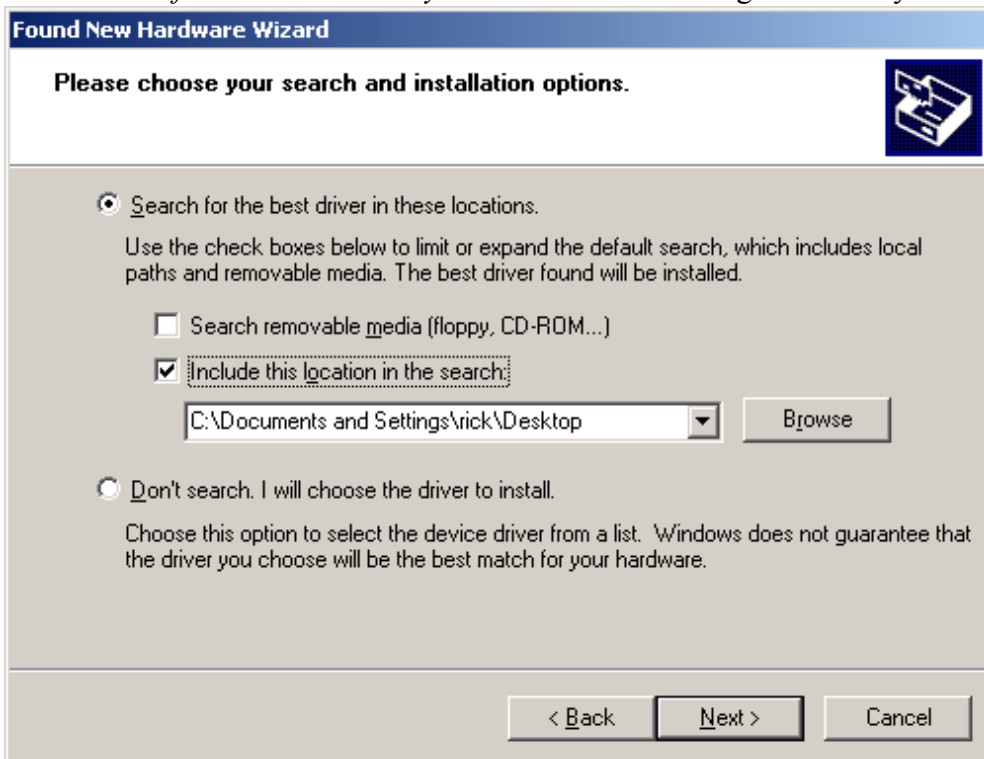 Found New Hardware Wizard
Please choose your search and installation options.
Search for the best driver in these locations.
Use the check boxes below to limit or expand the default search, which includes local
paths and removable media. The best driver found will be installed.
Search removable media (floppy, CD-ROM...)
Include this location in the search:
C:\Documents and Settings\rick\Desktop
Browse
Don't search. I will choose the driver to install.
Choose this option to select the device driver from a list. Windows does not guarantee that
the driver you choose will be the best match for your hardware.
< Back
Next >
Cancel